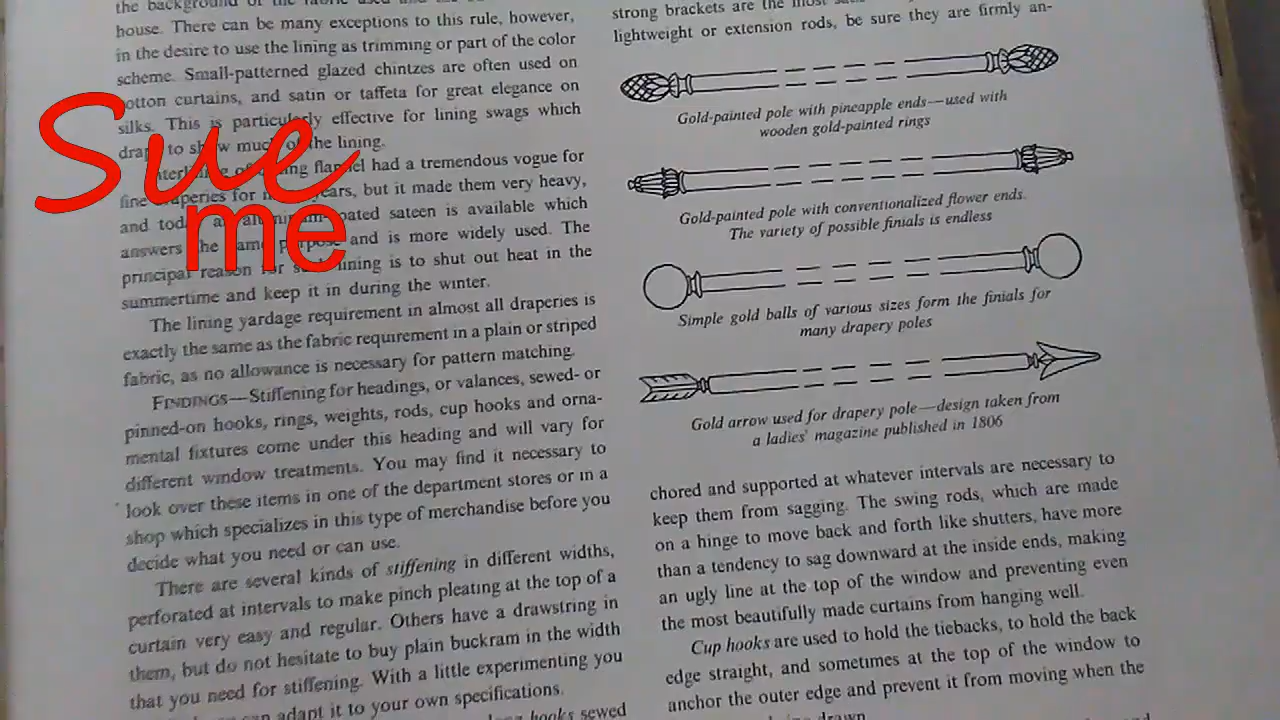 the background of the fabric used
house. There can be many exceptions to this rule, however,
in the desire to use the lining as trimming or part of the color
scheme. Small-patterned glazed chintzes are often used on
otton curtains, and satin or taffeta for great elegance on
silks. This is particularly effective for lining swags which
drape to show much of the lining.
Sue
me
of flannel had a tremendous vogue for
fine draperies for years, but it made them very heavy,
and today an coated sateen is available which
answers the same purpose and is more widely used. The
principal reason for lining is to shut out heat in the
summertime and keep it in during the winter.
The lining yardage requirement in almost all draperies is
exactly the same as the fabric requirement in a plain or striped
fabric, as no allowance is necessary for pattern matching.
FINDINGS—Stiffening for headings, or valances, sewed- or
pinned-on hooks, rings, weights, rods, cup hooks and orna-
mental fixtures come under this heading and will vary for
different window treatments. You may find it necessary to
look over these items in one of the department stores or in a
shop which specializes in this type of merchandise before you
decide what you need or can use.
There are several kinds of stiffening in different widths,
perforated at intervals to make pinch pleating at the top of a
curtain very easy and regular. Others have a drawstring in
them, but do not hesitate to buy plain buckram in the width
that you need for stiffening. With a little experimenting you
can adapt it to your own specifications.
hooks sewed
strong brackets are the most
lightweight or extension rods, be sure they are firmly an-
Gold-painted pole with pineapple ends—used with
wooden gold-painted rings
Gold-painted pole with conventionalized flower ends.
The variety of possible finials is endless
Simple gold balls of various sizes form the finials for
many drapery poles
Gold arrow used for drapery pole—design taken from
a ladies' magazine published in 1806
chored and supported at whatever intervals are necessary to
keep them from sagging. The swing rods, which are made
on a hinge to move back and forth like shutters, have more
than a tendency to sag downward at the inside ends, making
an ugly line at the top of the window and preventing even
the most beautifully made curtains from hanging well.
Cup hooks are used to hold the tiebacks, to hold the back
edge straight, and sometimes at the top of the window to
anchor the outer edge and prevent it from moving when the
drawn